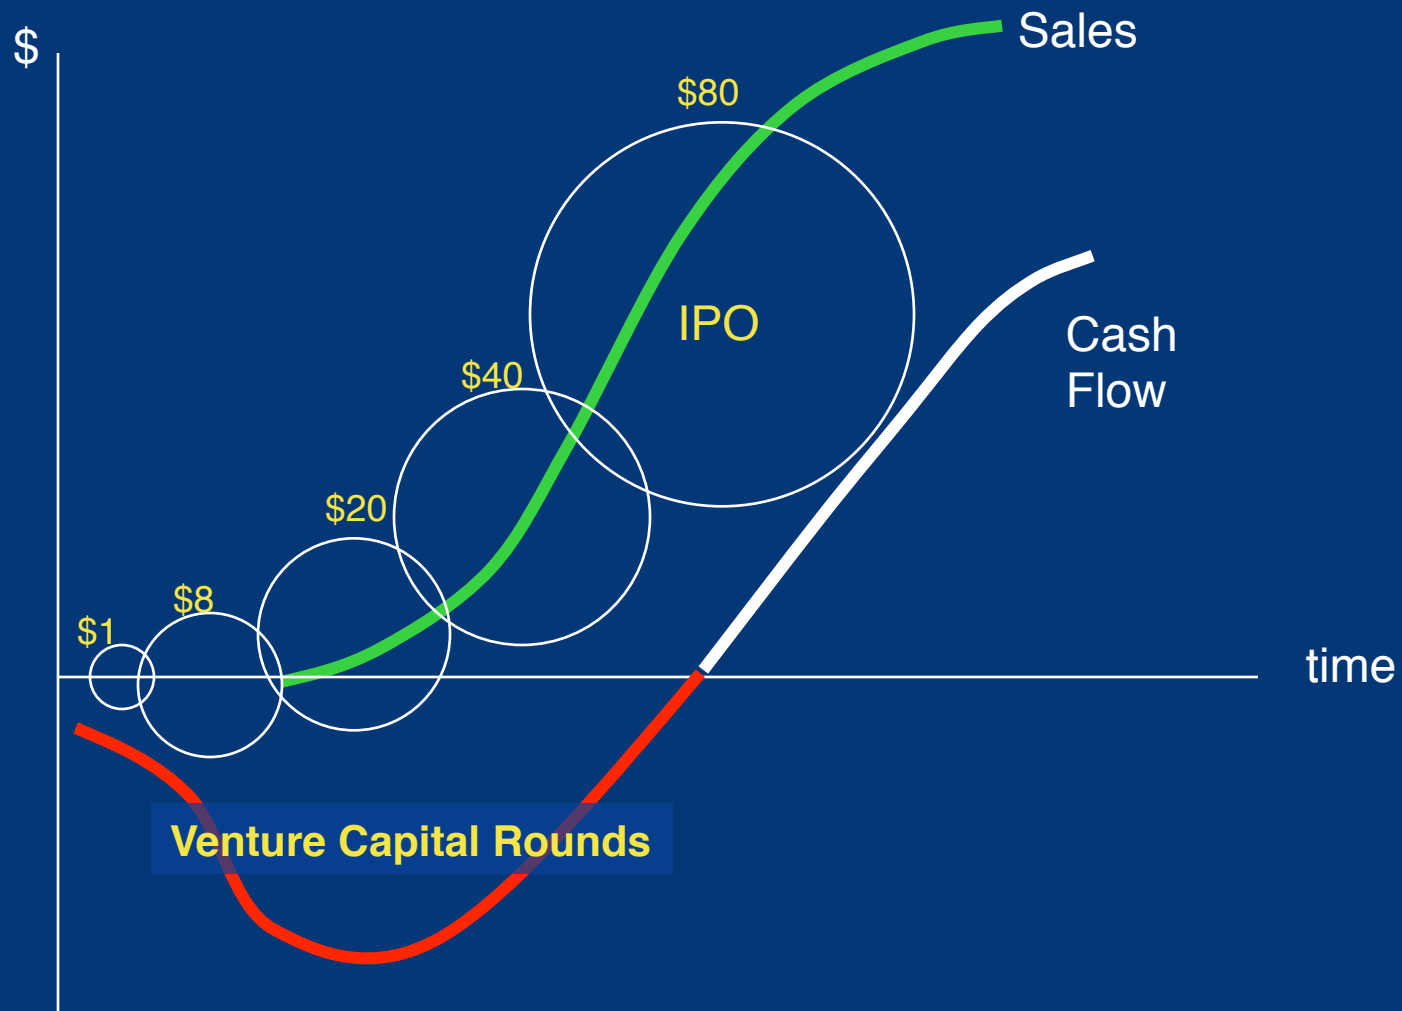 $
Sales
$80
IPO
Cash
Flow
$40
$20
$8
$1
time
Venture Capital Rounds